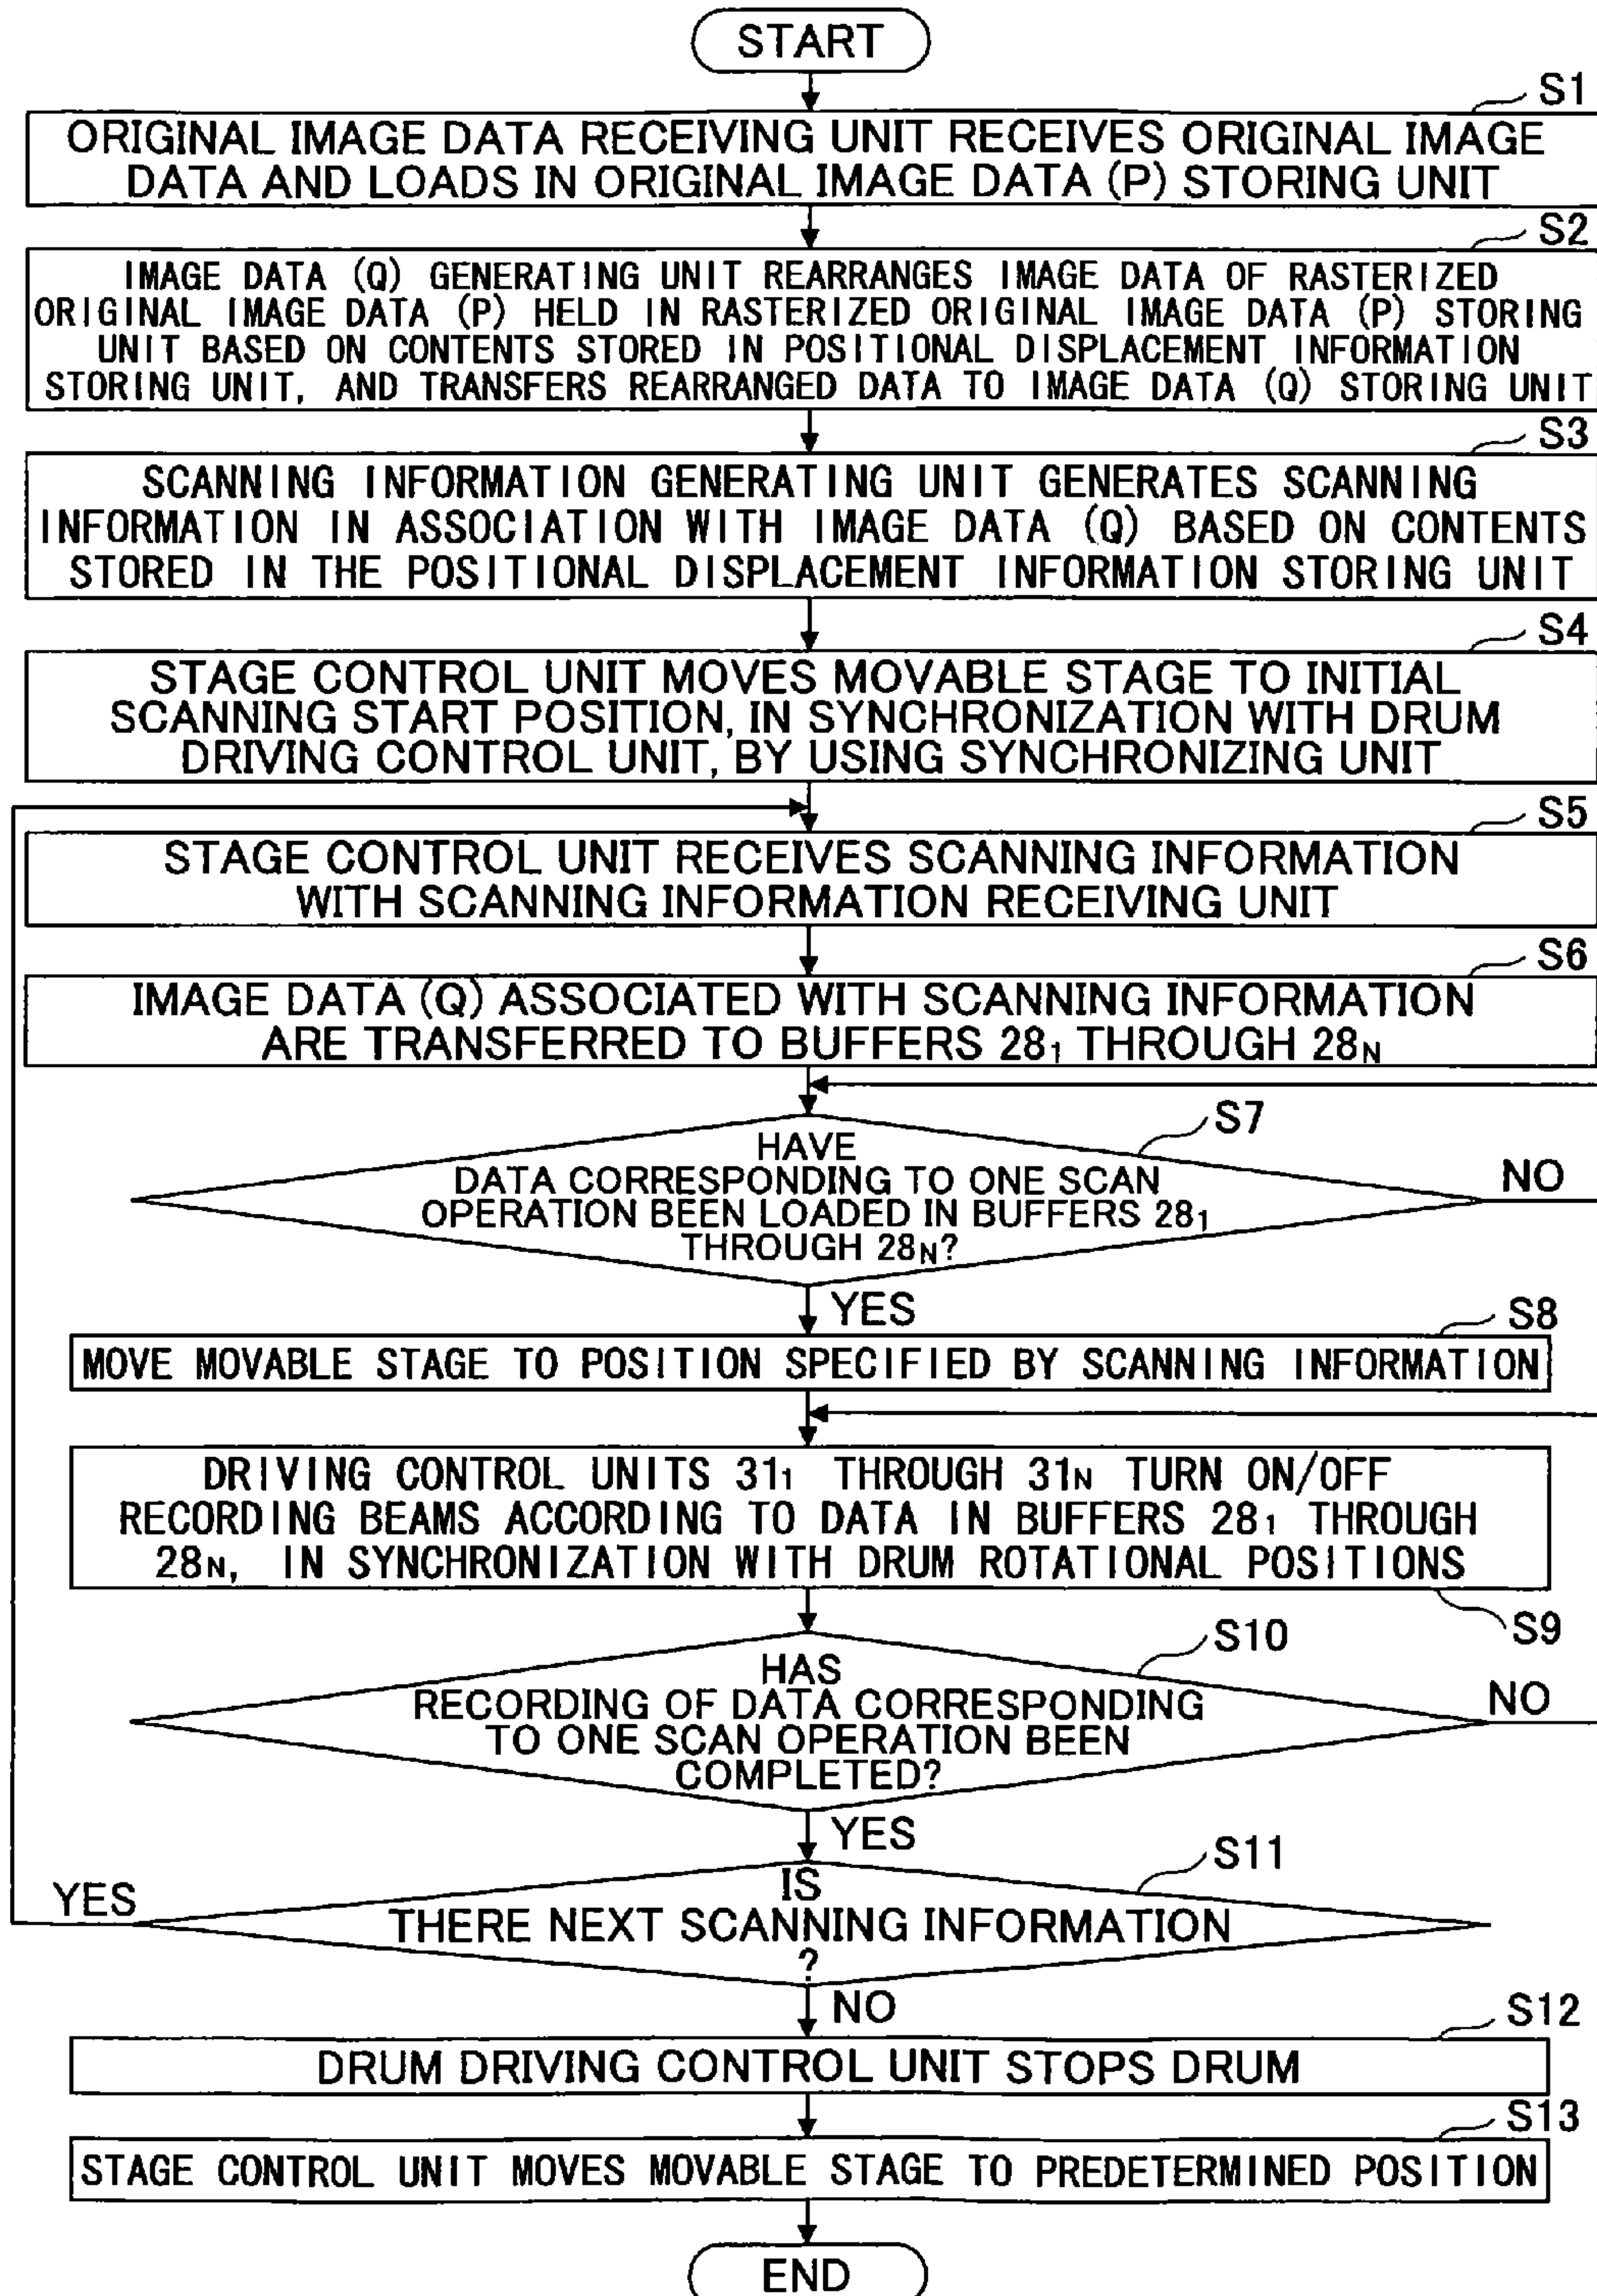 START
S1
ORIGINAL IMAGE DATA RECEIVING UNIT RECEIVES ORIGINAL IMAGE
DATA AND LOADS IN ORIGINAL IMAGE DATA (P) STORING UNIT
S2
IMAGE DATA (Q) GENERATING UNIT REARRANGES IMAGE DATA OF RASTERIZED
ORIGINAL IMAGE DATA (P) HELD IN RASTERIZED ORIGINAL IMAGE DATA (P) STORING
UNIT BASED ON CONTENTS STORED IN POSITIONAL DISPLACEMENT INFORMATION
STORING UNIT, AND TRANSFERS REARRANGED DATA TO IMAGE DATA (Q) STORING UNIT
S3
SCANNING INFORMATION GENERATING UNIT GENERATES SCANNING
INFORMATION IN ASSOCIATION WITH IMAGE DATA (Q) BASED ON CONTENTS
STORED IN THE POSITIONAL DISPLACEMENT INFORMATION STORING UNIT
S4
STAGE CONTROL UNIT MOVES MOVABLE STAGE TO INITIAL
SCANNING START POSITION, IN SYNCHRONIZATION WITH DRUM
DRIVING CONTROL UNIT, BY USING SYNCHRONIZING UNIT
S5
STAGE CONTROL UNIT RECEIVES SCANNING INFORMATION
WITH SCANNING INFORMATION RECEIVING UNIT
S6
IMAGE DATA (Q) ASSOCIATED WITH SCANNING INFORMATION
ARE TRANSFERRED TO BUFFERS 28₁ THROUGH 28N
S7
HAVE
DATA CORRESPONDING TO ONE SCAN
OPERATION BEEN LOADED IN BUFFERS 28₁
THROUGH 28N?
NO
YES
S8
MOVE MOVABLE STAGE TO POSITION SPECIFIED BY SCANNING INFORMATION
DRIVING CONTROL UNITS 31₁ THROUGH 31N TURN ON/OFF
RECORDING BEAMS ACCORDING TO DATA IN BUFFERS 28₁ THROUGH
28N, IN SYNCHRONIZATION WITH DRUM ROTATIONAL POSITIONS
S9
S10
HAS
RECORDING OF DATA CORRESPONDING
TO ONE SCAN OPERATION BEEN
COMPLETED?
NO
YES
S11
IS
THERE NEXT SCANNING INFORMATION
?
YES
NO
S12
DRUM DRIVING CONTROL UNIT STOPS DRUM
S13
STAGE CONTROL UNIT MOVES MOVABLE STAGE TO PREDETERMINED POSITION
END